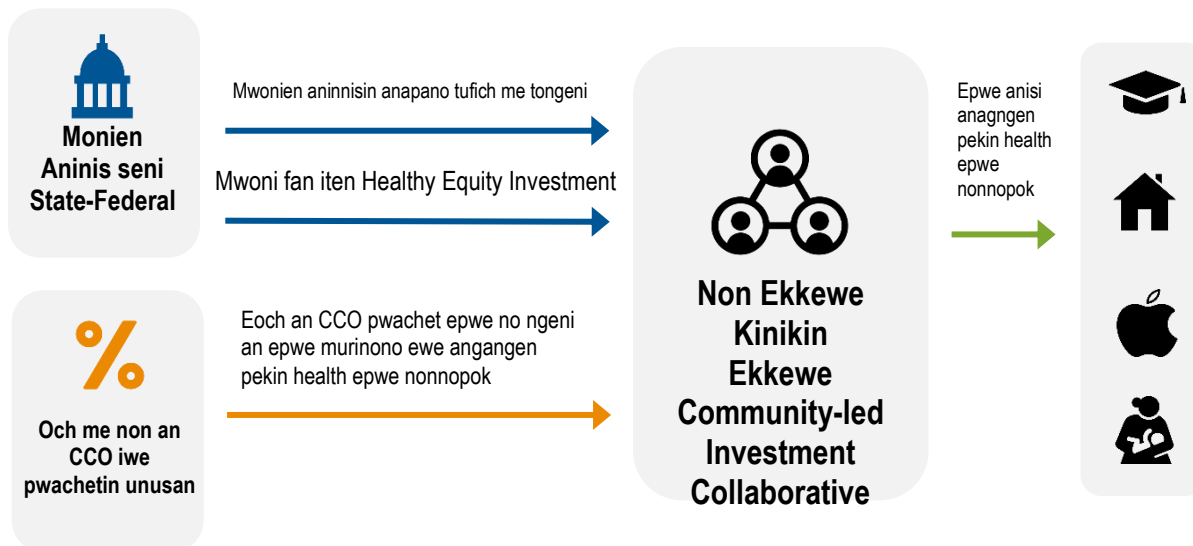 Monien
Aninis seni
State-Federal
Mwonien aninnisin anapano tufich me tongeni
Mwoni fan iten Healthy Equity Investment
%
Och me non an
CCO iwe
pwachetin unusan
Eoch an CCO pwachet epwe no ngeni
an epwe murinono ewe angangen
pekin health epwe nonnopok
Non Ekkewe
Kinikin
Ekkewe
Community-led
Investment
Collaborative
Epwe anisi
anagngen
pekin health
epwe
nonnopok